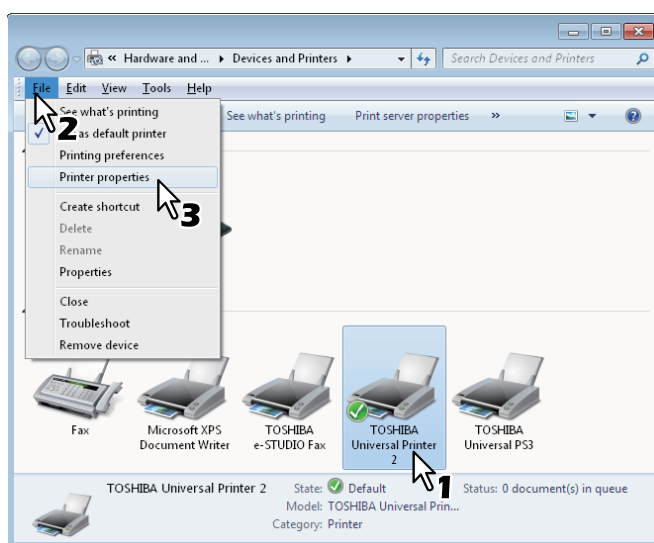 « Hardware and ... ▸ Devices and Printers ▸ Search Devices and Printers
File Edit View Tools Help
See what's printing
as default printer
Printing preferences
Printer properties
Create shortcut
Delete
Rename
Properties
Close
Troubleshoot
Remove device
2
3
See what's printing Print server properties »
Fax
Microsoft XPS
Document Writer
TOSHIBA
e-STUDIO Fax
TOSHIBA
Universal Printer
2
TOSHIBA
Universal PS3
1
TOSHIBA Universal Printer 2 State: Default Status: 0 document(s) in queue
Model: TOSHIBA Universal Prin...
Category: Printer